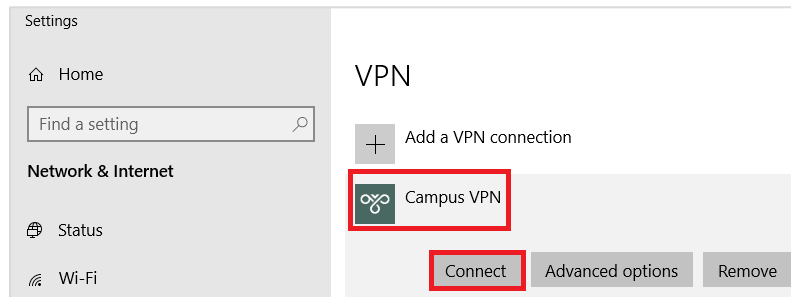 Settings
Home
Find a setting
Network & Internet
Status
Wi-Fi
VPN
Add a VPN connection
Campus VPN
Connect
Advanced options
Remove